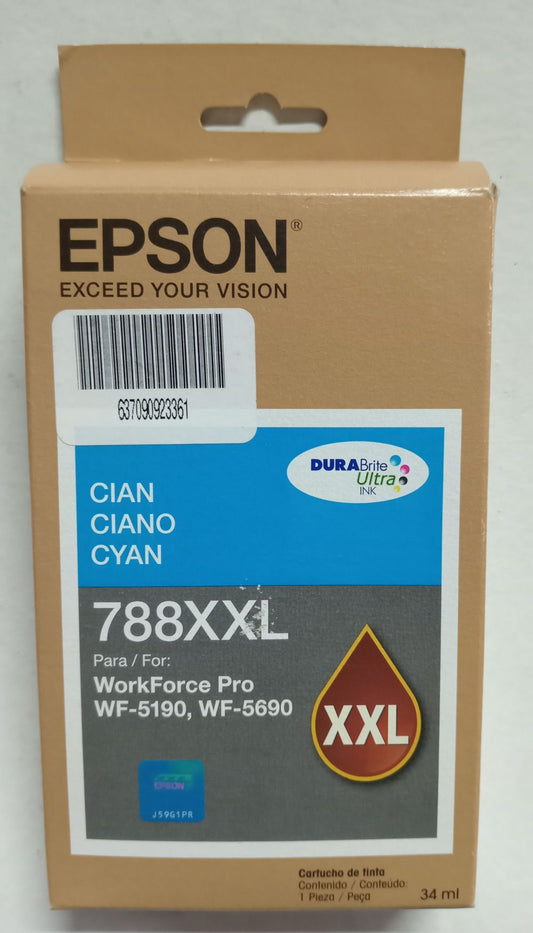 EPSON®
EXCEED YOUR VISION
637090923361
DURABrite
Ultra
INK
CIAN
CIANO
CYAN
788XXL
Para / For:
WorkForce Pro
WF-5190, WF-5690
XXL
EPSON
J59G1PR
Cartucho de tinta
Contenido / Conteúdo:
1 Pieza / Peça
34 ml